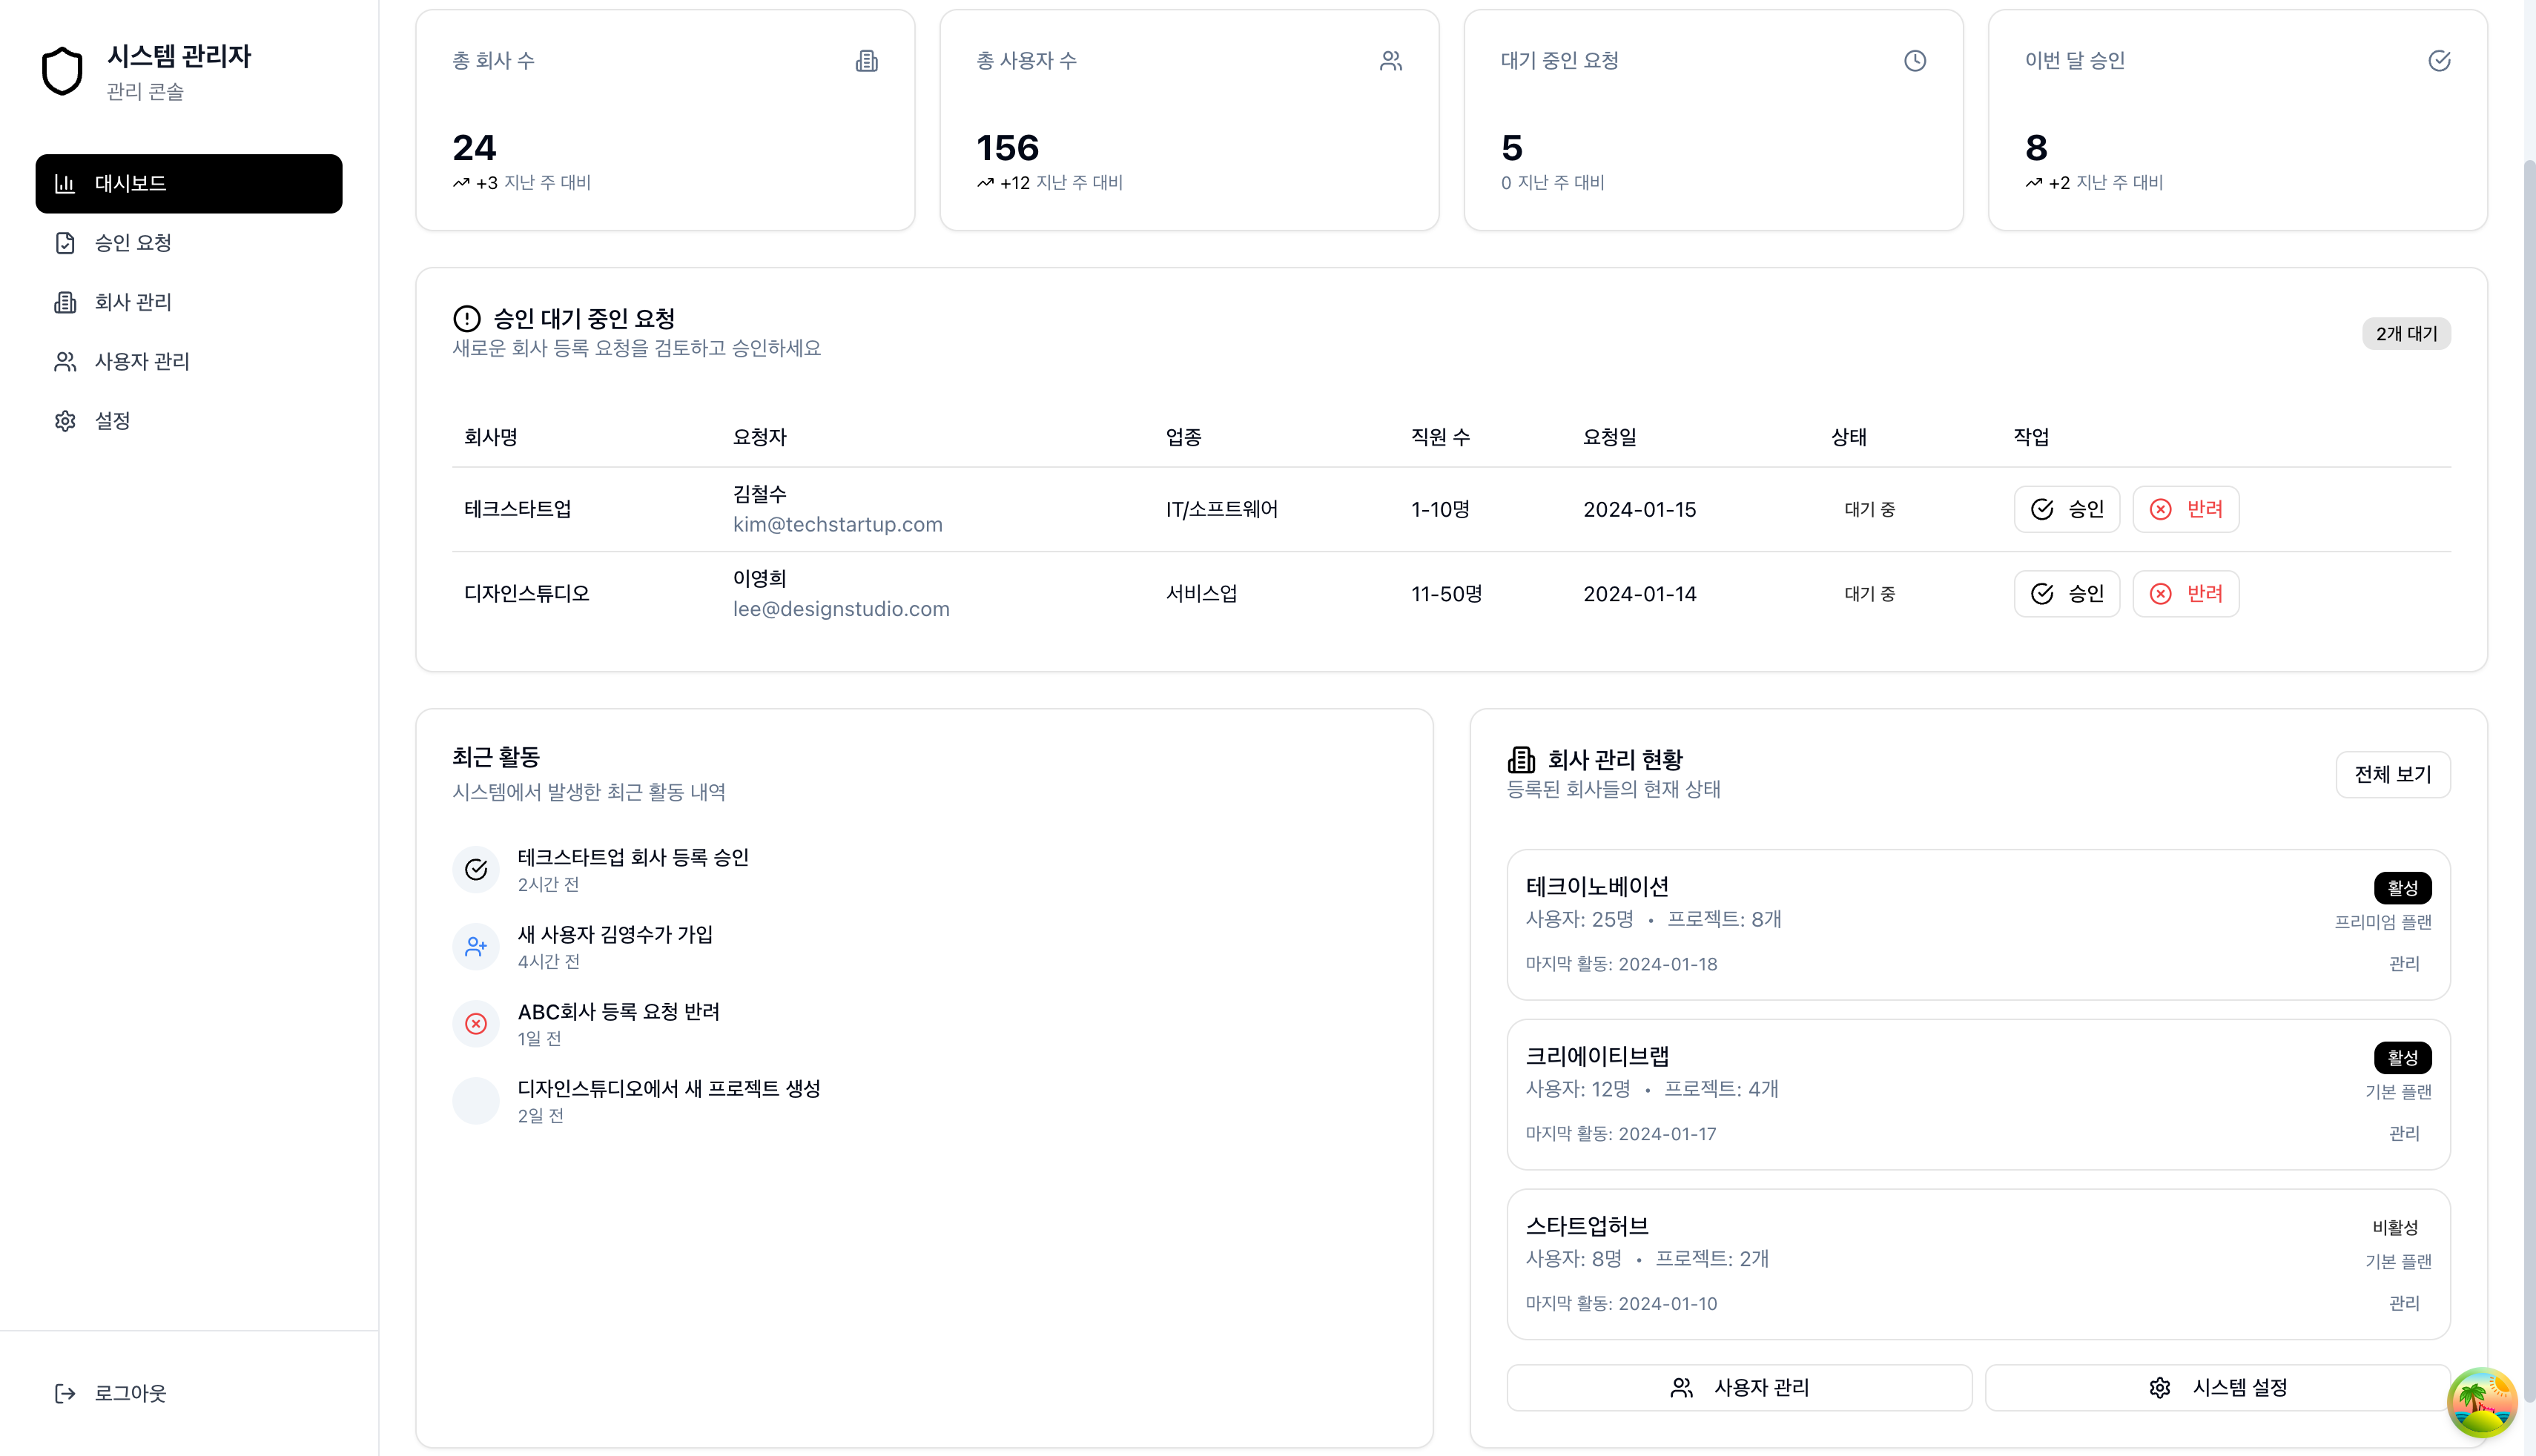 시스템 관리자
관리 콘솔
대시보드
승인 요청
회사 관리
사용자 관리
설정
로그아웃
총 회사 수
24
+3 지난 주 대비
총 사용자 수
156
+12 지난 주 대비
대기 중인 요청
5
0 지난 주 대비
이번 달 승인
8
+2 지난 주 대비
승인 대기 중인 요청
새로운 회사 등록 요청을 검토하고 승인하세요
2개 대기
회사명 요청자 업종 직원 수 요청일 상태 작업
테크스타트업 김철수 IT/소프트웨어 1-10명 2024-01-15 대기 중 승인 반려
kim@techstartup.com
디자인스튜디오 이영희 서비스업 11-50명 2024-01-14 대기 중 승인 반려
lee@designstudio.com
최근 활동
시스템에서 발생한 최근 활동 내역
테크스타트업 회사 등록 승인
2시간 전
새 사용자 김영수가 가입
4시간 전
ABC회사 등록 요청 반려
1일 전
디자인스튜디오에서 새 프로젝트 생성
2일 전
회사 관리 현황
등록된 회사들의 현재 상태
전체 보기
테크이노베이션 활성
사용자: 25명 • 프로젝트: 8개 프리미엄 플랜
마지막 활동: 2024-01-18 관리
크리에이티브랩 활성
사용자: 12명 • 프로젝트: 4개 기본 플랜
마지막 활동: 2024-01-17 관리
스타트업허브 비활성
사용자: 8명 • 프로젝트: 2개 기본 플랜
마지막 활동: 2024-01-10 관리
사용자 관리 시스템 설정